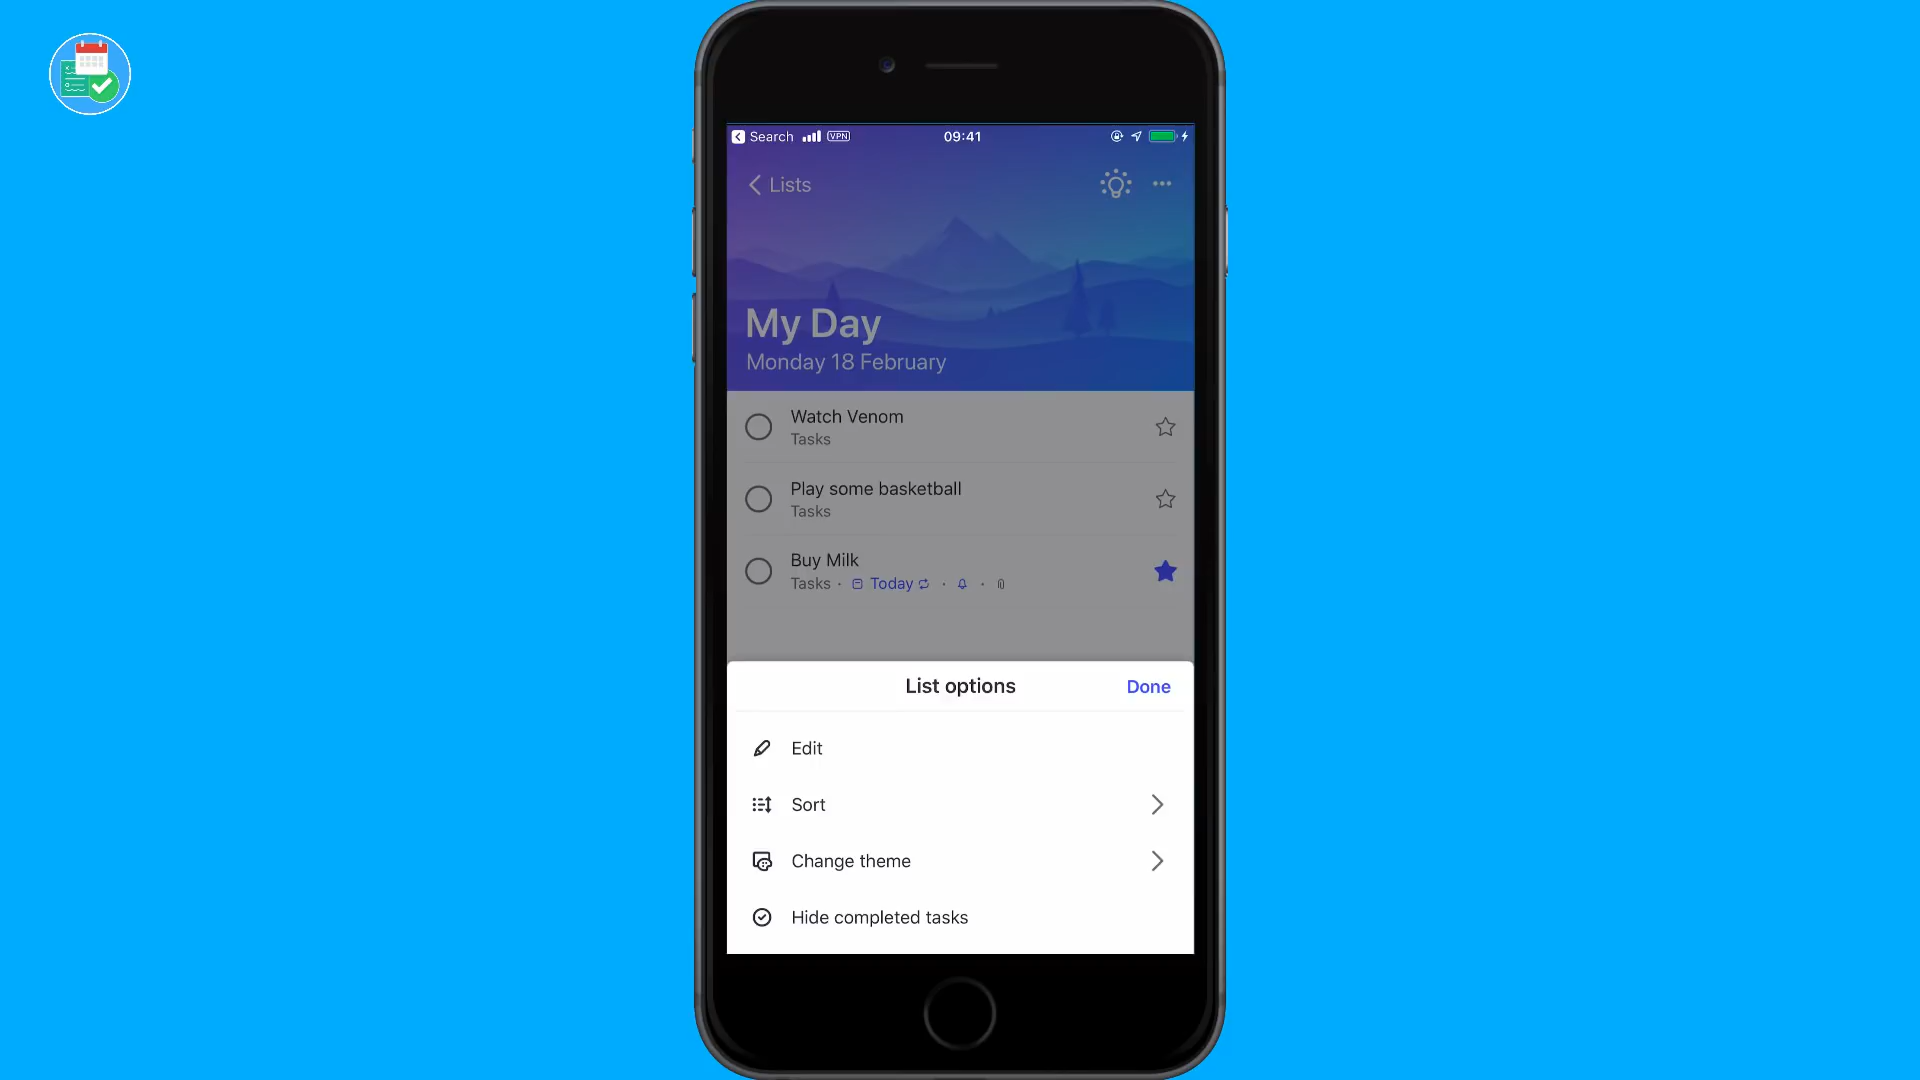 Search VPN 09:41
Lists
My Day
Monday 18 February
Watch Venom
Tasks
Play some basketball
Tasks
Buy Milk
Tasks · Today · ·
List options Done
Edit
Sort
Change theme
Hide completed tasks